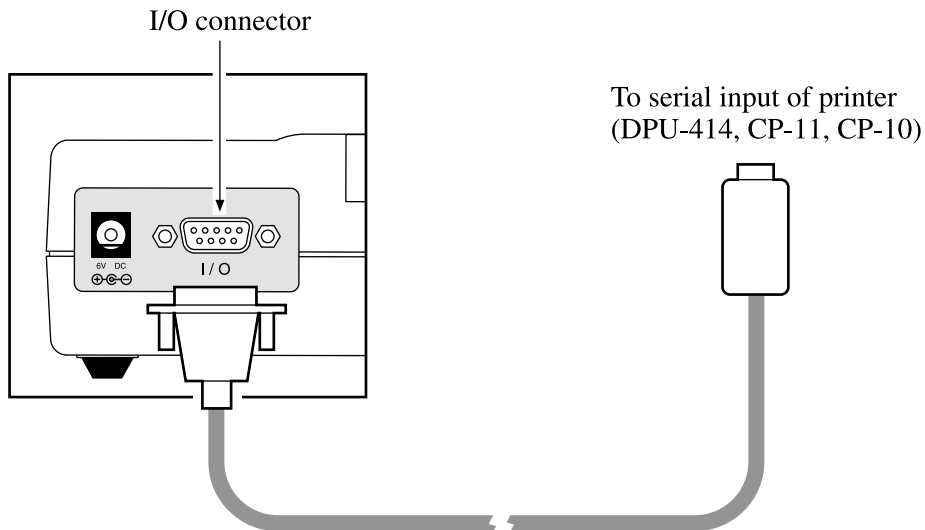 I/O connector
To serial input of printer
(DPU-414, CP-11, CP-10)
6V DC
I / O